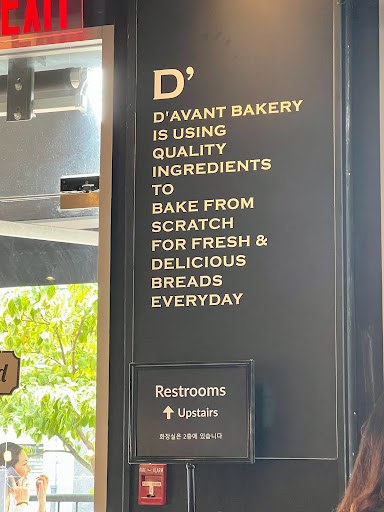 EXIT
D'
D'AVANT BAKERY
IS USING
QUALITY
INGREDIENTS
TO
BAKE FROM
SCRATCH
FOR FRESH &
DELICIOUS
BREADS
EVERYDAY
Restrooms
↑ Upstairs
화장실은 2층에 있습니다